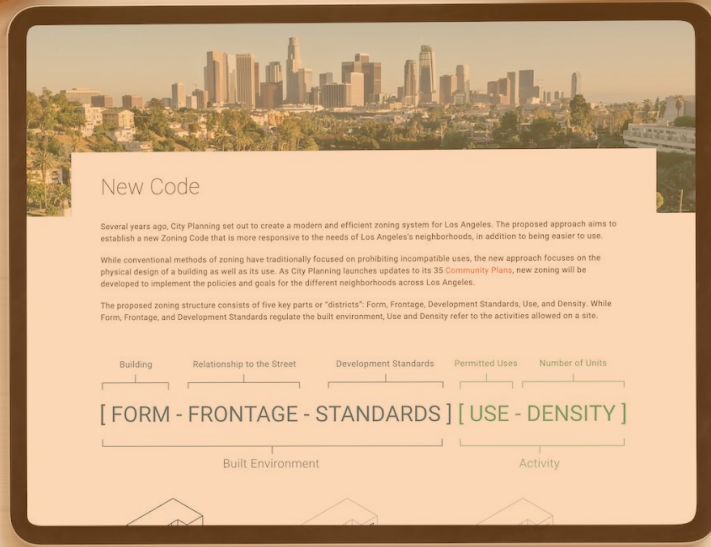 New Code
Several years ago, City Planning set out to create a modern and efficient zoning system for Los Angeles. The proposed approach aims to
establish a new Zoning Code that is more responsive to the needs of Los Angeles's neighborhoods, in addition to being easier to use.
While conventional methods of zoning have traditionally focused on prohibiting incompatible uses, the new approach focuses on the
physical design of a building as well as its use. As City Planning launches updates to its 35 Community Plans, new zoning will be
developed to implement the policies and goals for the different neighborhoods across Los Angeles.
The proposed zoning structure consists of five key parts or "districts": Form, Frontage, Development Standards, Use, and Density. While
Form, Frontage, and Development Standards regulate the built environment, Use and Density refer to the activities allowed on a site.
Building Relationship to the Street Development Standards Permitted Uses Number of Units
[ FORM - FRONTAGE - STANDARDS ] [ USE - DENSITY ]
Built Environment Activity